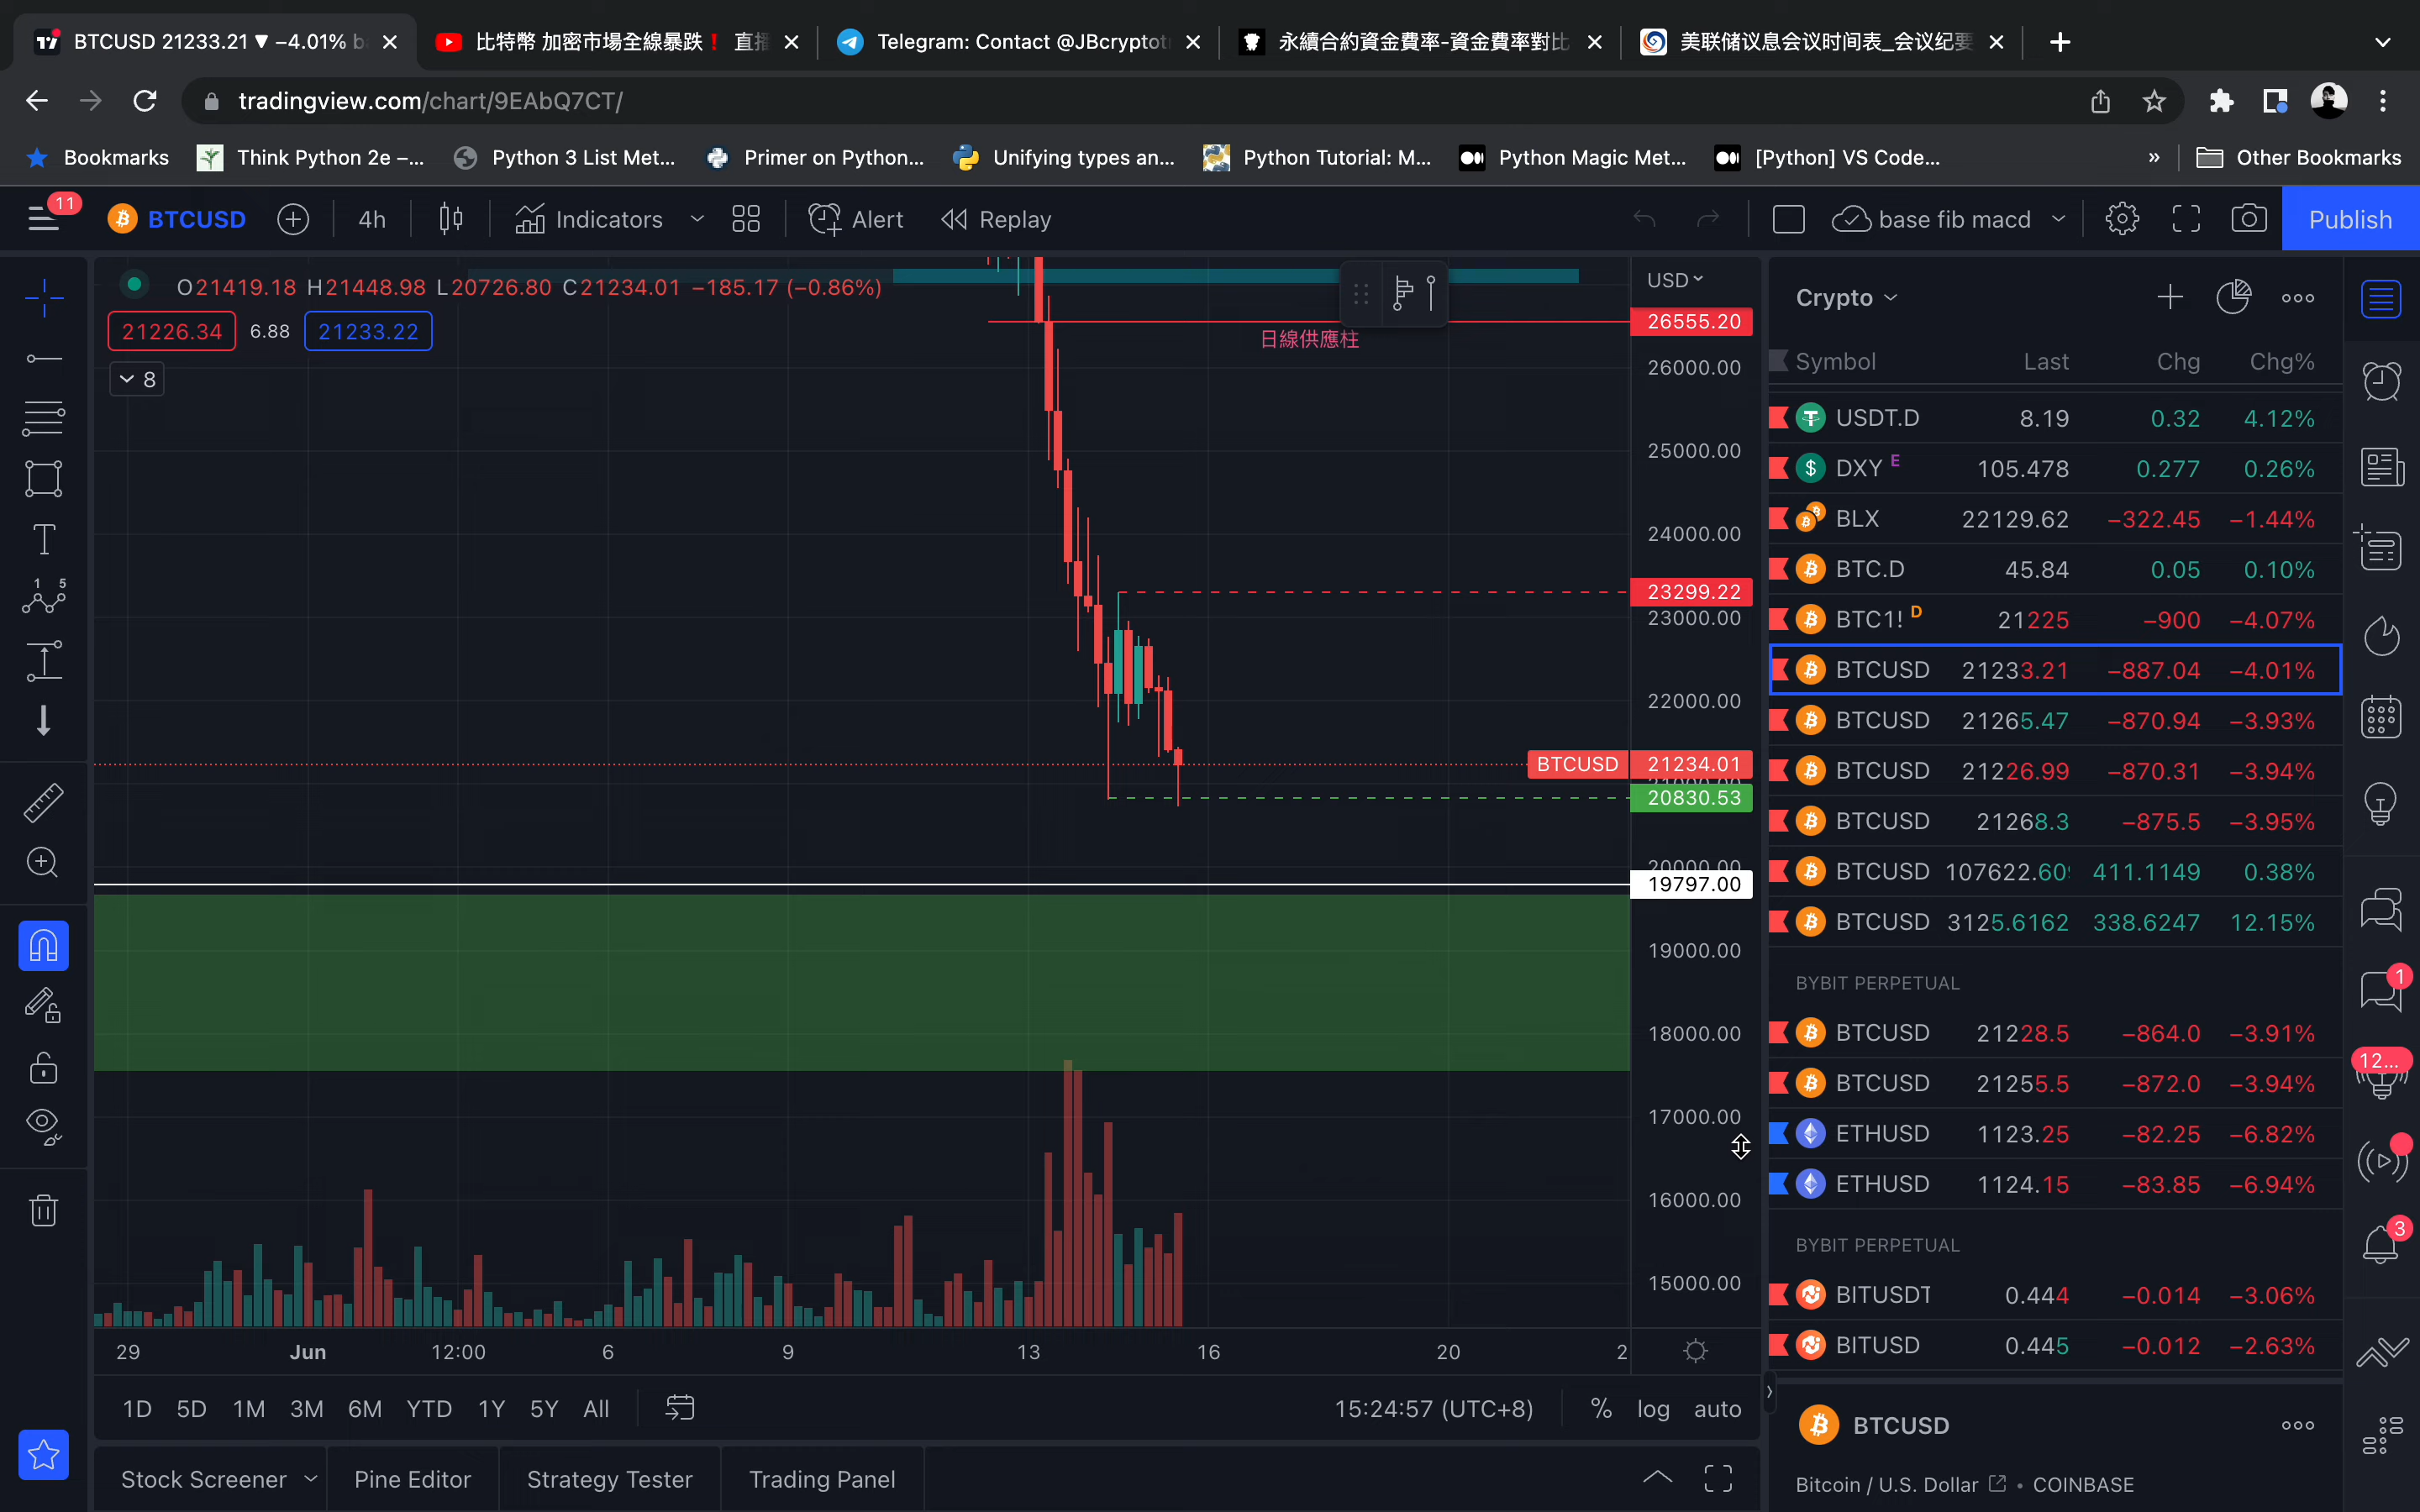 BTCUSD 21233.21 ▼ −4.01% b
比特幣 加密市場全線暴跌❗ 直播
Telegram: Contact @JBcryptot
永續合約資金費率-資金費率對比
美联储议息会议时间表_会议纪要
tradingview.com/chart/9EAbQ7CT/
Bookmarks
Think Python 2e –...
Python 3 List Met...
Primer on Python...
Unifying types an...
Python Tutorial: M...
Python Magic Met...
[Python] VS Code...
»
Other Bookmarks
11
BTCUSD
4h
Indicators
Alert
Replay
base fib macd
Publish
O21419.18 H21448.98 L20726.80 C21234.01 −185.17 (−0.86%)
21226.34 6.88 21233.22
8
日線供應柱
USD
26555.20
26000.00
25000.00
24000.00
23299.22
23000.00
22000.00
BTCUSD 21234.01
20830.53
20000.00
19797.00
19000.00
18000.00
17000.00
16000.00
15000.00
29 Jun 12:00 6 9 13 16 20 2
1D 5D 1M 3M 6M YTD 1Y 5Y All
15:24:57 (UTC+8)
% log auto
Stock Screener
Pine Editor
Strategy Tester
Trading Panel
Crypto
Symbol Last Chg Chg%
USDT.D 8.19 0.32 4.12%
DXY E 105.478 0.277 0.26%
BLX 22129.62 −322.45 −1.44%
BTC.D 45.84 0.05 0.10%
BTC1! D 21225 −900 −4.07%
BTCUSD 21233.21 −887.04 −4.01%
BTCUSD 21265.47 −870.94 −3.93%
BTCUSD 21226.99 −870.31 −3.94%
BTCUSD 21268.3 −875.5 −3.95%
BTCUSD 107622.60 411.1149 0.38%
BTCUSD 3125.6162 338.6247 12.15%
BYBIT PERPETUAL
BTCUSD 21228.5 −864.0 −3.91%
BTCUSD 21255.5 −872.0 −3.94%
ETHUSD 1123.25 −82.25 −6.82%
ETHUSD 1124.15 −83.85 −6.94%
BYBIT PERPETUAL
BITUSDT 0.444 −0.014 −3.06%
BITUSD 0.445 −0.012 −2.63%
BTCUSD
Bitcoin / U.S. Dollar • COINBASE
1
12...
3
1 5